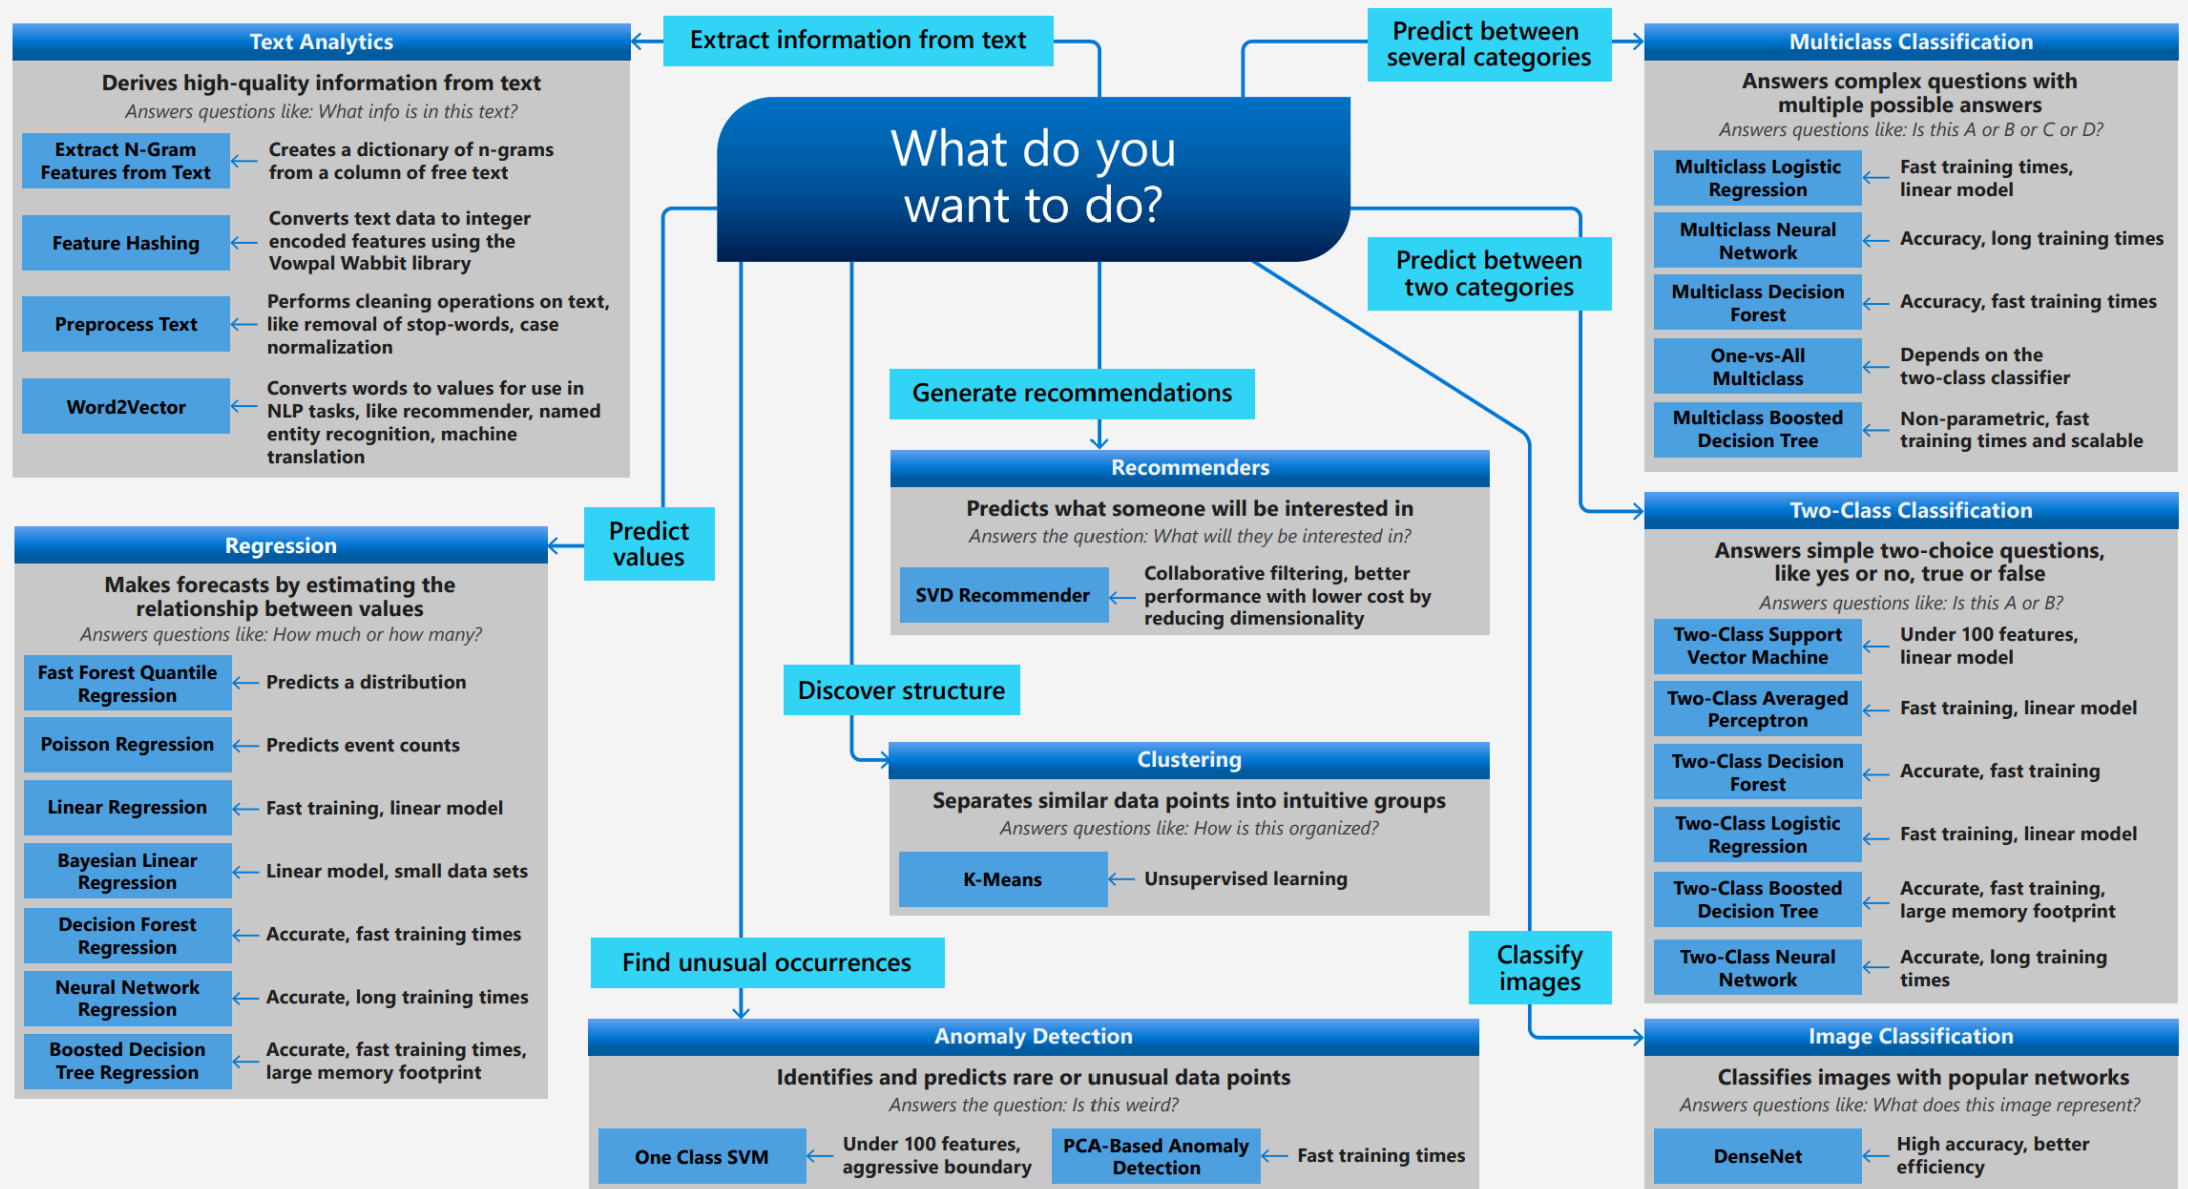 What do you
want to do?
Extract information from text
Text Analytics
Derives high-quality information from text
Answers questions like: What info is in this text?
Extract N-Gram
Features from Text
Creates a dictionary of n-grams
from a column of free text
Feature Hashing
Converts text data to integer
encoded features using the
Vowpal Wabbit library
Preprocess Text
Performs cleaning operations on text,
like removal of stop-words, case
normalization
Word2Vector
Converts words to values for use in
NLP tasks, like recommender, named
entity recognition, machine
translation
Predict
values
Regression
Makes forecasts by estimating the
relationship between values
Answers questions like: How much or how many?
Fast Forest Quantile
Regression
Predicts a distribution
Poisson Regression
Predicts event counts
Linear Regression
Fast training, linear model
Bayesian Linear
Regression
Linear model, small data sets
Decision Forest
Regression
Accurate, fast training times
Neural Network
Regression
Accurate, long training times
Boosted Decision
Tree Regression
Accurate, fast training times,
large memory footprint
Generate recommendations
Recommenders
Predicts what someone will be interested in
Answers the question: What will they be interested in?
SVD Recommender
Collaborative filtering, better
performance with lower cost by
reducing dimensionality
Discover structure
Clustering
Separates similar data points into intuitive groups
Answers questions like: How is this organized?
K-Means
Unsupervised learning
Find unusual occurrences
Anomaly Detection
Identifies and predicts rare or unusual data points
Answers the question: Is this weird?
One Class SVM
Under 100 features,
aggressive boundary
PCA-Based Anomaly
Detection
Fast training times
Predict between
several categories
Multiclass Classification
Answers complex questions with
multiple possible answers
Answers questions like: Is this A or B or C or D?
Multiclass Logistic
Regression
Fast training times,
linear model
Multiclass Neural
Network
Accuracy, long training times
Multiclass Decision
Forest
Accuracy, fast training times
One-vs-All
Multiclass
Depends on the
two-class classifier
Multiclass Boosted
Decision Tree
Non-parametric, fast
training times and scalable
Predict between
two categories
Two-Class Classification
Answers simple two-choice questions,
like yes or no, true or false
Answers questions like: Is this A or B?
Two-Class Support
Vector Machine
Under 100 features,
linear model
Two-Class Averaged
Perceptron
Fast training, linear model
Two-Class Decision
Forest
Accurate, fast training
Two-Class Logistic
Regression
Fast training, linear model
Two-Class Boosted
Decision Tree
Accurate, fast training,
large memory footprint
Two-Class Neural
Network
Accurate, long training
times
Classify
images
Image Classification
Classifies images with popular networks
Answers questions like: What does this image represent?
DenseNet
High accuracy, better
efficiency